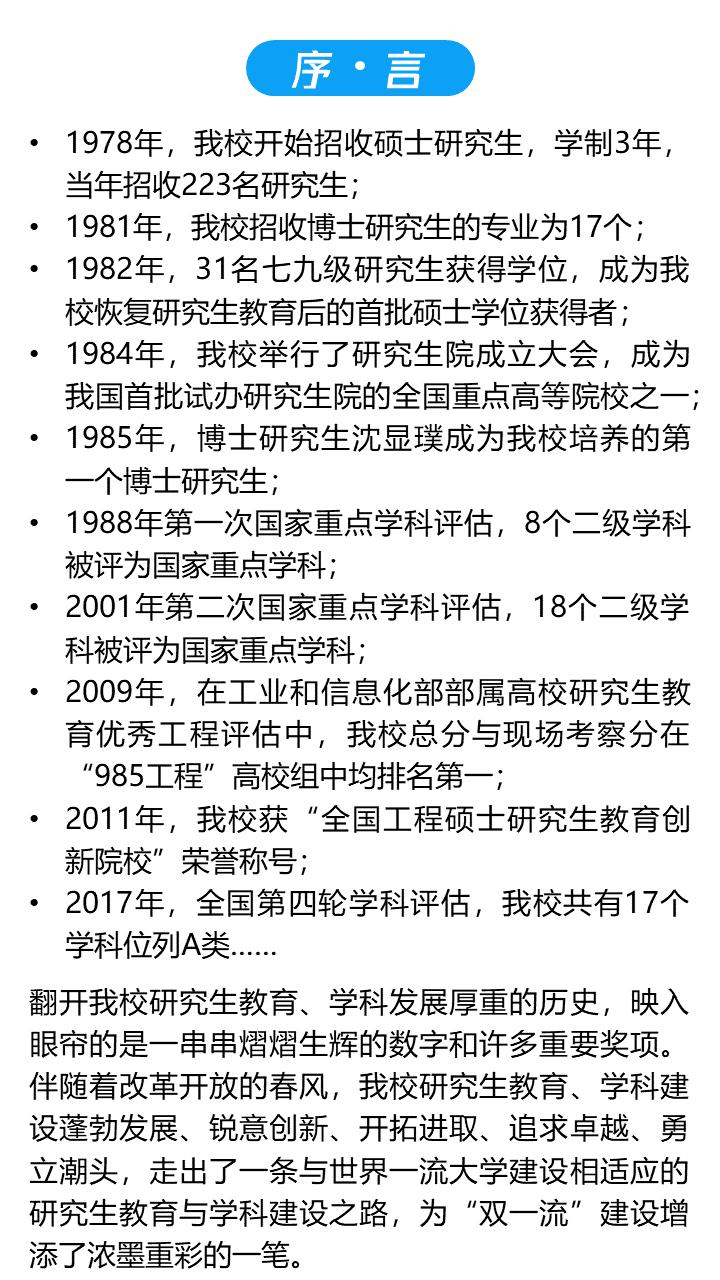 序·言
• 1978年，我校开始招收硕士研究生，学制3年，
当年招收223名研究生；
• 1981年，我校招收博士研究生的专业为17个；
• 1982年，31名七九级研究生获得学位，成为我
校恢复研究生教育后的首批硕士学位获得者；
• 1984年，我校举行了研究生院成立大会，成为
我国首批试办研究生院的全国重点高等院校之一；
• 1985年，博士研究生沈显璞成为我校培养的第
一个博士研究生；
• 1988年第一次国家重点学科评估，8个二级学科
被评为国家重点学科；
• 2001年第二次国家重点学科评估，18个二级学
科被评为国家重点学科；
• 2009年，在工业和信息化部部属高校研究生教
育优秀工程评估中，我校总分与现场考察分在
“985工程”高校组中均排名第一；
• 2011年，我校获“全国工程硕士研究生教育创
新院校”荣誉称号；
• 2017年，全国第四轮学科评估，我校共有17个
学科位列A类……
翻开我校研究生教育、学科发展厚重的历史，映入
眼帘的是一串串熠熠生辉的数字和许多重要奖项。
伴随着改革开放的春风，我校研究生教育、学科建
设蓬勃发展、锐意创新、开拓进取、追求卓越、勇
立潮头，走出了一条与世界一流大学建设相适应的
研究生教育与学科建设之路，为“双一流”建设增
添了浓墨重彩的一笔。